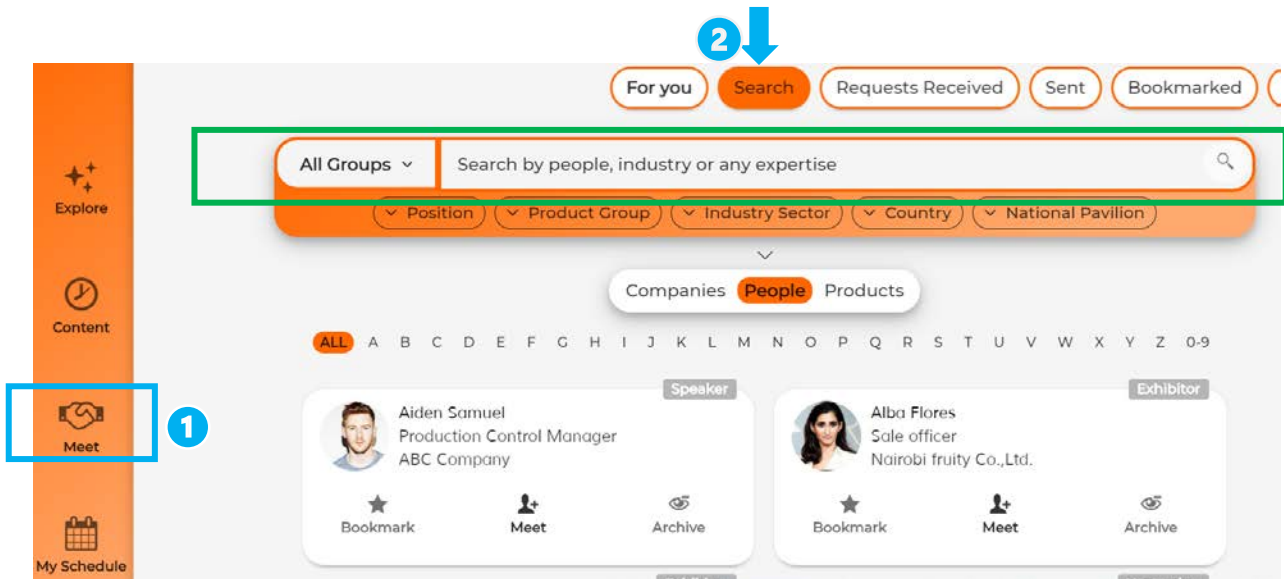 2
For you Search Requests Received Sent Bookmarked
All Groups Search by people, industry or any expertise
Position Product Group Industry Sector Country National Pavilion
Explore
Companies People Products
Content
ALL A B C D E F G H I J K L M N O P Q R S T U V W X Y Z 0-9
Speaker Exhibitor
Aiden Samuel Alba Flores
Production Control Manager Sale officer
ABC Company Nairobi fruity Co.,Ltd.
Meet 1
Bookmark Meet Archive Bookmark Meet Archive
My Schedule